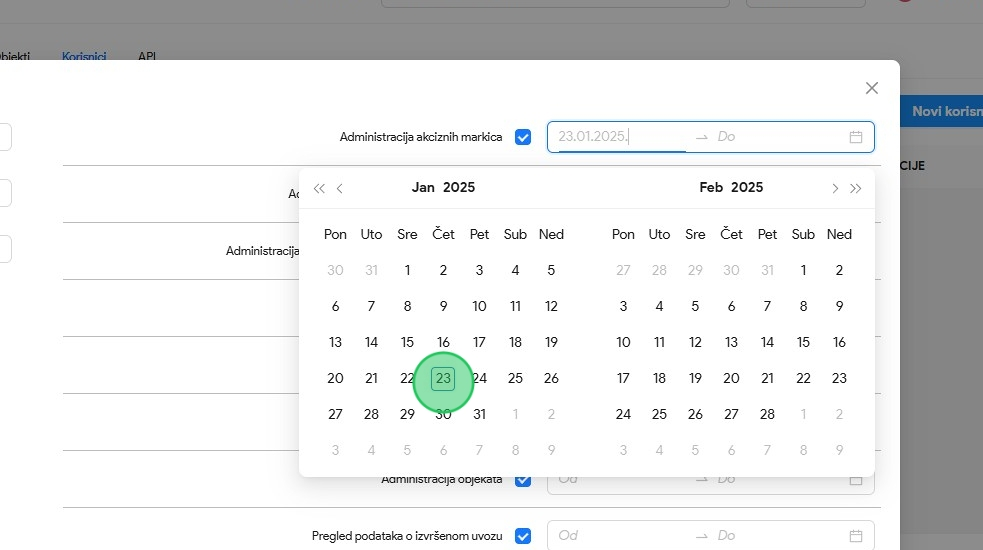 Korisnici API
Novi korisn
Administracija akciznih markica 23.01.2025. → Do
CIJE
« ‹ Jan 2025 Feb 2025 › »
Pon Uto Sre Čet Pet Sub Ned Pon Uto Sre Čet Pet Sub Ned
30 31 1 2 3 4 5 27 28 29 30 31 1 2
Administracija
6 7 8 9 10 11 12 3 4 5 6 7 8 9
13 14 15 16 17 18 19 10 11 12 13 14 15 16
20 21 22 23 24 25 26 17 18 19 20 21 22 23
27 28 29 30 31 1 2 24 25 26 27 28 1 2
3 4 5 6 7 8 9 3 4 5 6 7 8 9
Administracija objekata Od → Do
Pregled podataka o izvršenom uvozu Od → Do